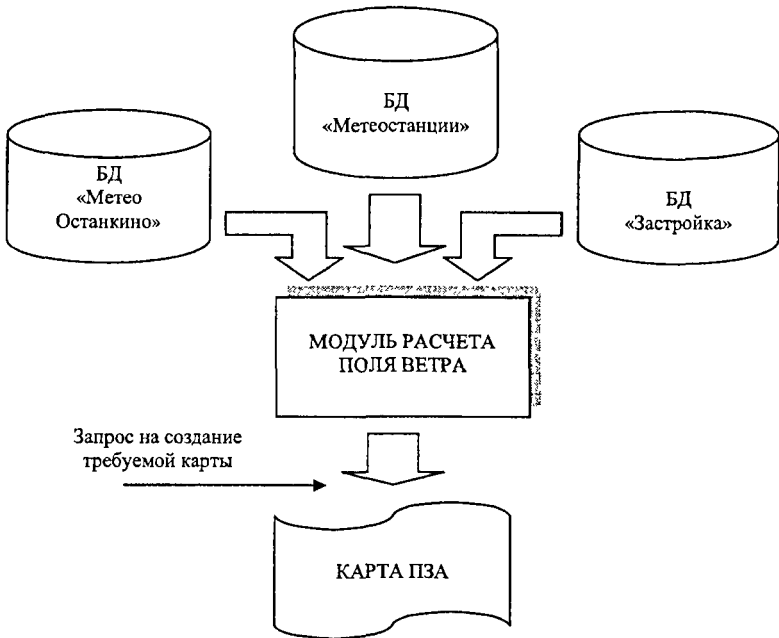 БД
«Метеостанции»
БД
«Метео
Останкино»
БД
«Застройка»
МОДУЛЬ РАСЧЕТА
ПОЛЯ ВЕТРА
Запрос на создание
требуемой карты
КАРТА ПЗА